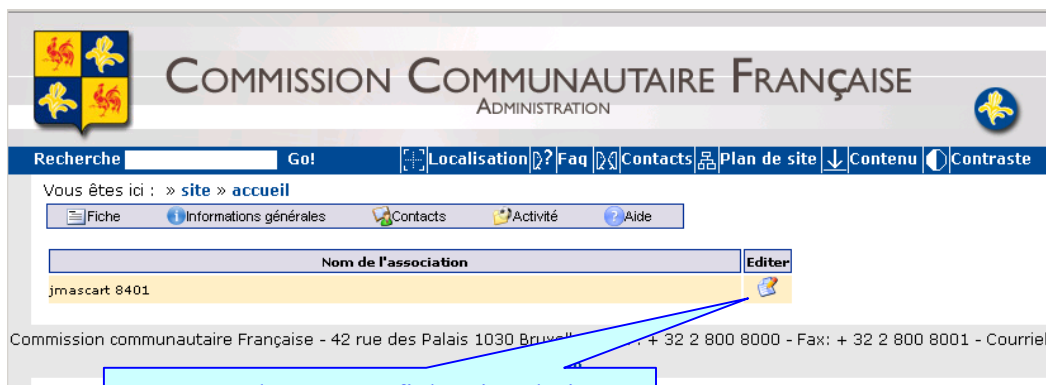 COMMISSION COMMUNAUTAIRE FRANÇAISE
ADMINISTRATION
Recherche Go! Localisation Faq Contacts Plan de site Contenu Contraste
Vous êtes ici : » site » accueil
Fiche Informations générales Contacts Activité Aide
Nom de l'association Editer
jmascart 8401
Commission communautaire Française - 42 rue des Palais 1030 + 32 2 800 8000 - Fax: + 32 2 800 8001 - Courriel